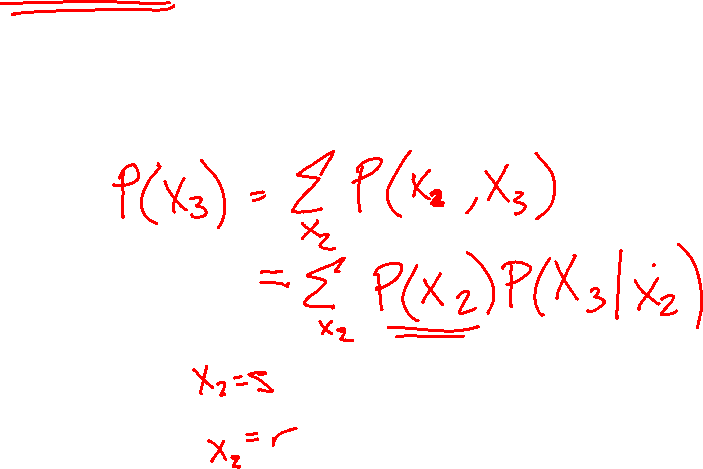 P(X₃) = ∑ₓ₂ P(x₂, X₃)
= ∑ₓ₂ P(x₂)P(X₃|x₂)
x₂=s
x₂=r